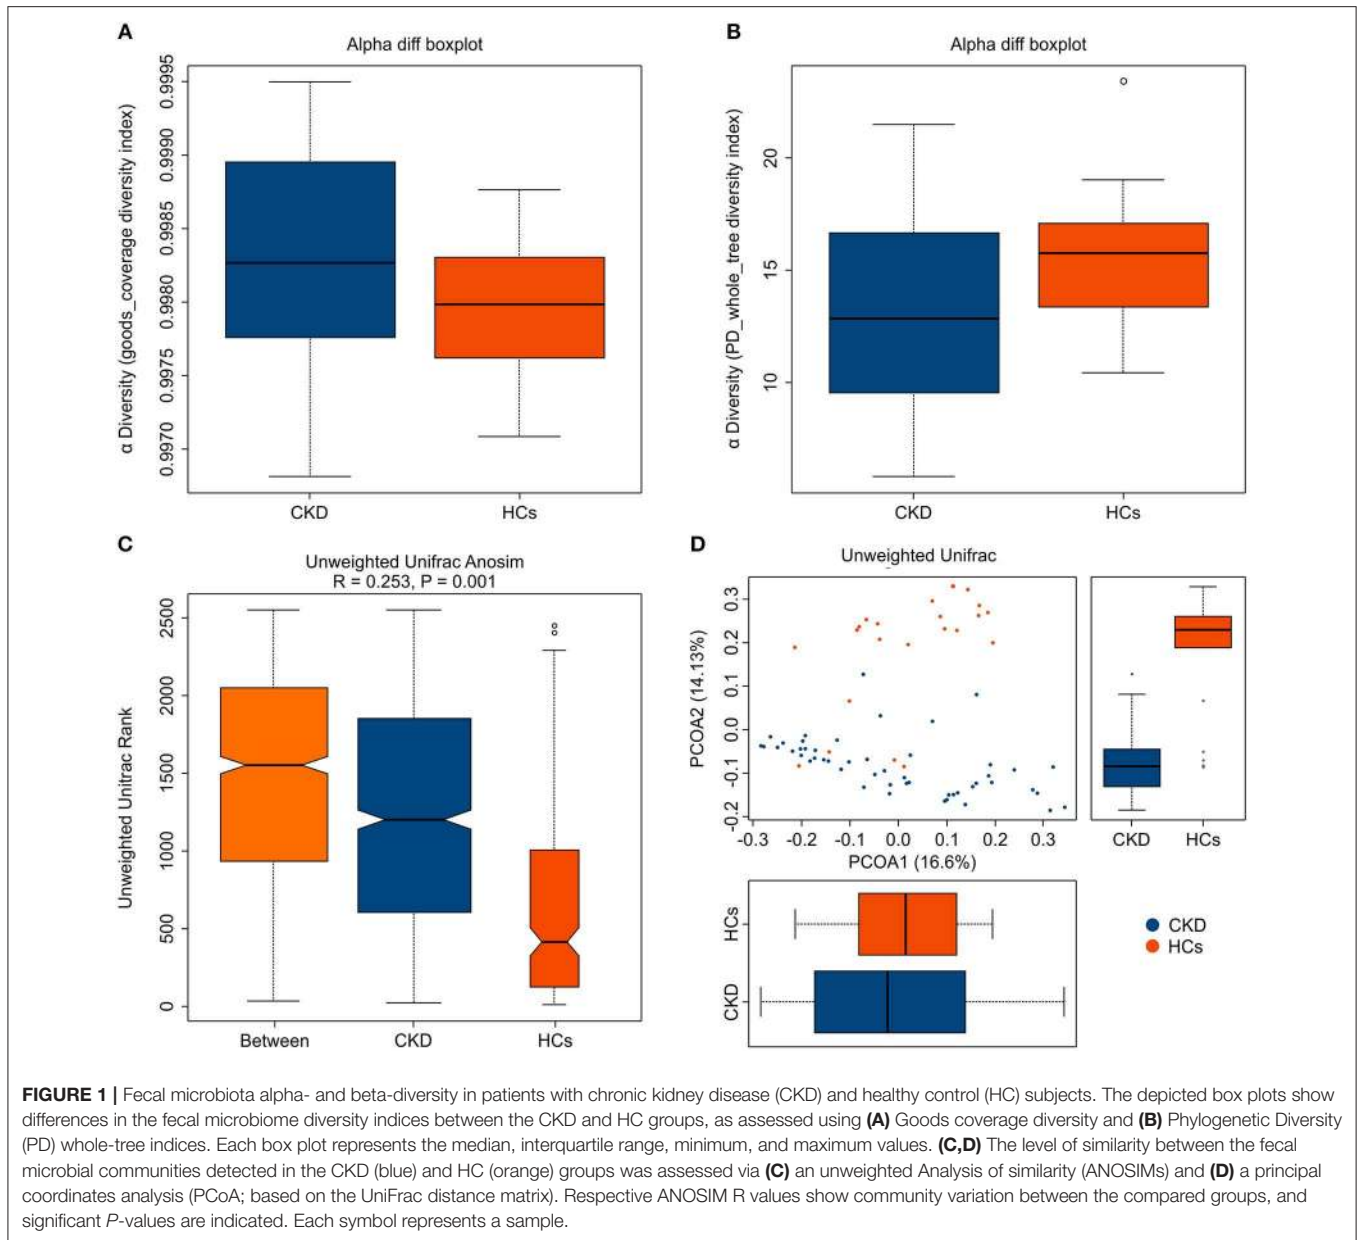 A
Alpha diff boxplot
α Diversity (goods_coverage diversity index)
0.9995
0.9990
0.9985
0.9980
0.9975
0.9970
CKD HCs
B
Alpha diff boxplot
α Diversity (PD_whole_tree diversity index)
20
15
10
CKD HCs
C
Unweighted Unifrac Anosim
R = 0.253, P = 0.001
Unweighted Unitrac Rank
2500
2000
1500
1000
500
0
Between CKD HCs
D
Unweighted Unifrac
PCOA2 (14.13%)
0.3
0.2
0.1
0.0
-0.1
-0.2
-0.3 -0.2 -0.1 0.0 0.1 0.2 0.3
PCOA1 (16.6%)
CKD HCs
HCs
CKD
CKD
HCs
FIGURE 1 | Fecal microbiota alpha- and beta-diversity in patients with chronic kidney disease (CKD) and healthy control (HC) subjects. The depicted box plots show
differences in the fecal microbiome diversity indices between the CKD and HC groups, as assessed using (A) Goods coverage diversity and (B) Phylogenetic Diversity
(PD) whole-tree indices. Each box plot represents the median, interquartile range, minimum, and maximum values. (C,D) The level of similarity between the fecal
microbial communities detected in the CKD (blue) and HC (orange) groups was assessed via (C) an unweighted Analysis of similarity (ANOSIMs) and (D) a principal
coordinates analysis (PCoA; based on the UniFrac distance matrix). Respective ANOSIM R values show community variation between the compared groups, and
significant P-values are indicated. Each symbol represents a sample.